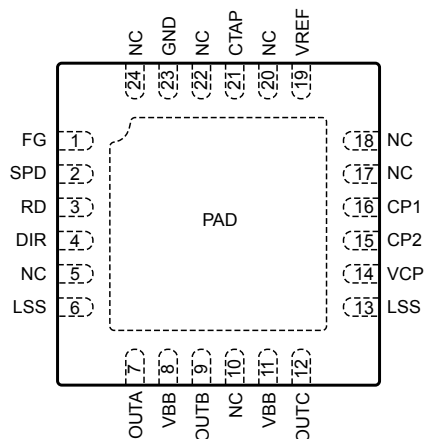 NC
GND
NC
CTAP
NC
VREF
24
23
22
21
20
19
FG 1
SPD 2
RD 3
DIR 4
NC 5
LSS 6
PAD
18 NC
17 NC
16 CP1
15 CP2
14 VCP
13 LSS
7
8
9
10
11
12
OUTA
VBB
OUTB
NC
VBB
OUTC